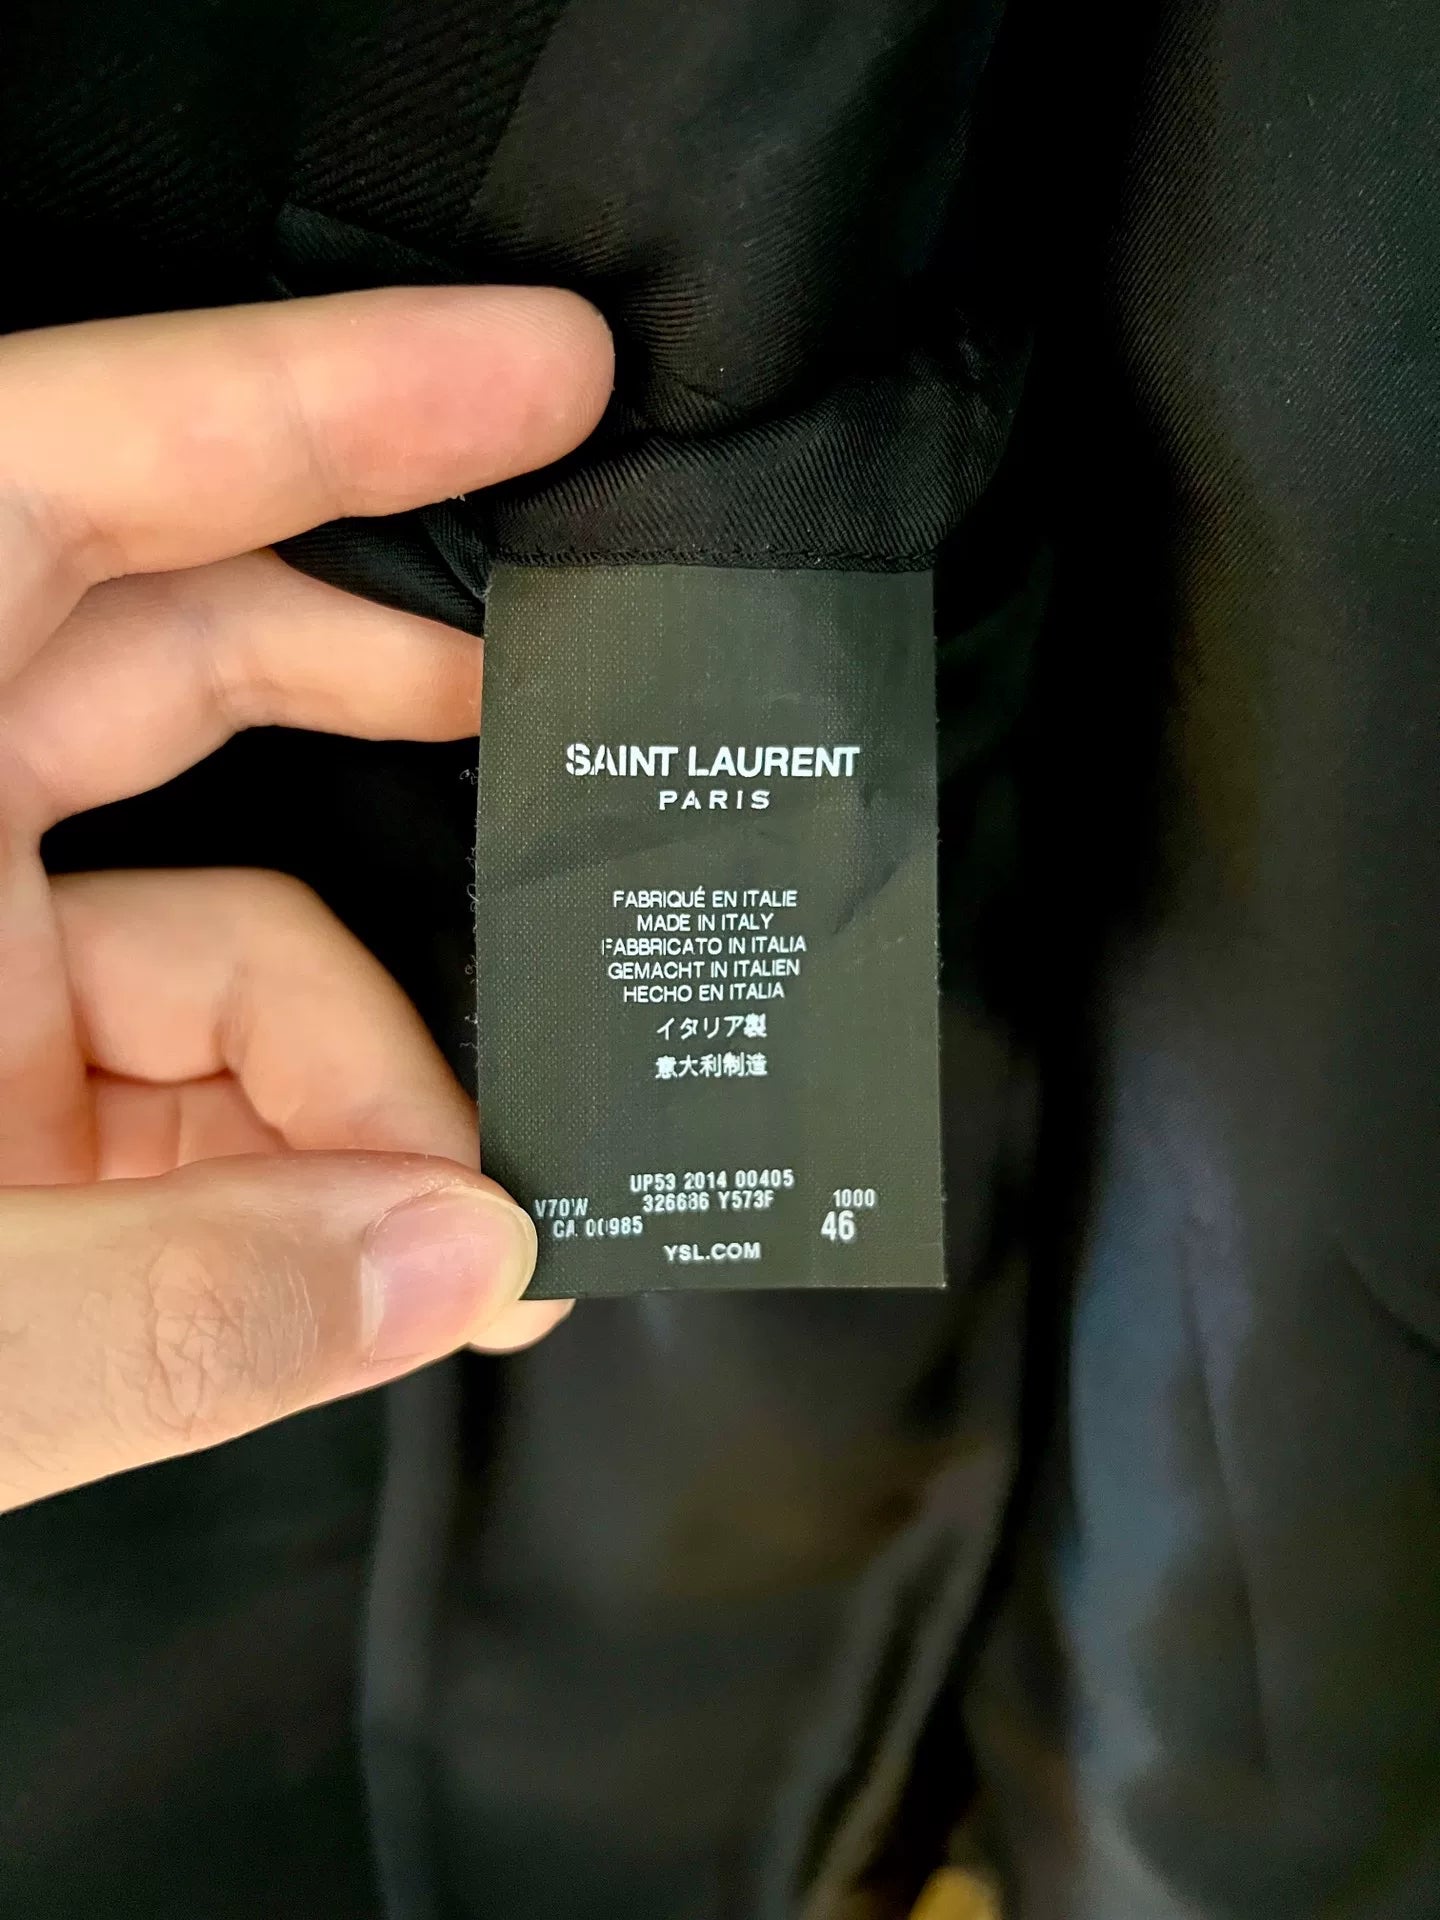 SAINT LAURENT
PARIS
FABRIQUÉ EN ITALIE
MADE IN ITALY
FABBRICATO IN ITALIA
GEMACHT IN ITALIEN
HECHO EN ITALIA
イタリア製
意大利制造
UP53 2014 00405
V70W 326686 Y573F 1000
CA 00985 46
YSL.COM